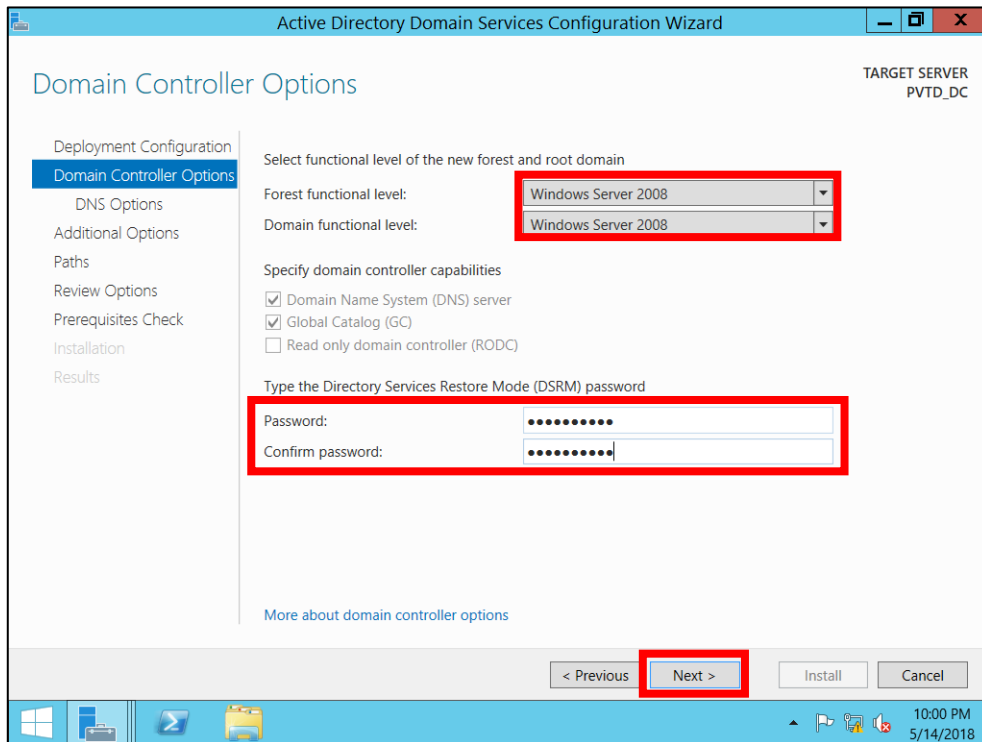 Active Directory Domain Services Configuration Wizard
Domain Controller Options
TARGET SERVER
PVTD_DC
Deployment Configuration
Domain Controller Options
DNS Options
Additional Options
Paths
Review Options
Prerequisites Check
Installation
Results
Select functional level of the new forest and root domain
Forest functional level: Windows Server 2008
Domain functional level: Windows Server 2008
Specify domain controller capabilities
Domain Name System (DNS) server
Global Catalog (GC)
Read only domain controller (RODC)
Type the Directory Services Restore Mode (DSRM) password
Password: ••••••••••
Confirm password: ••••••••••
More about domain controller options
< Previous Next > Install Cancel
10:00 PM
5/14/2018